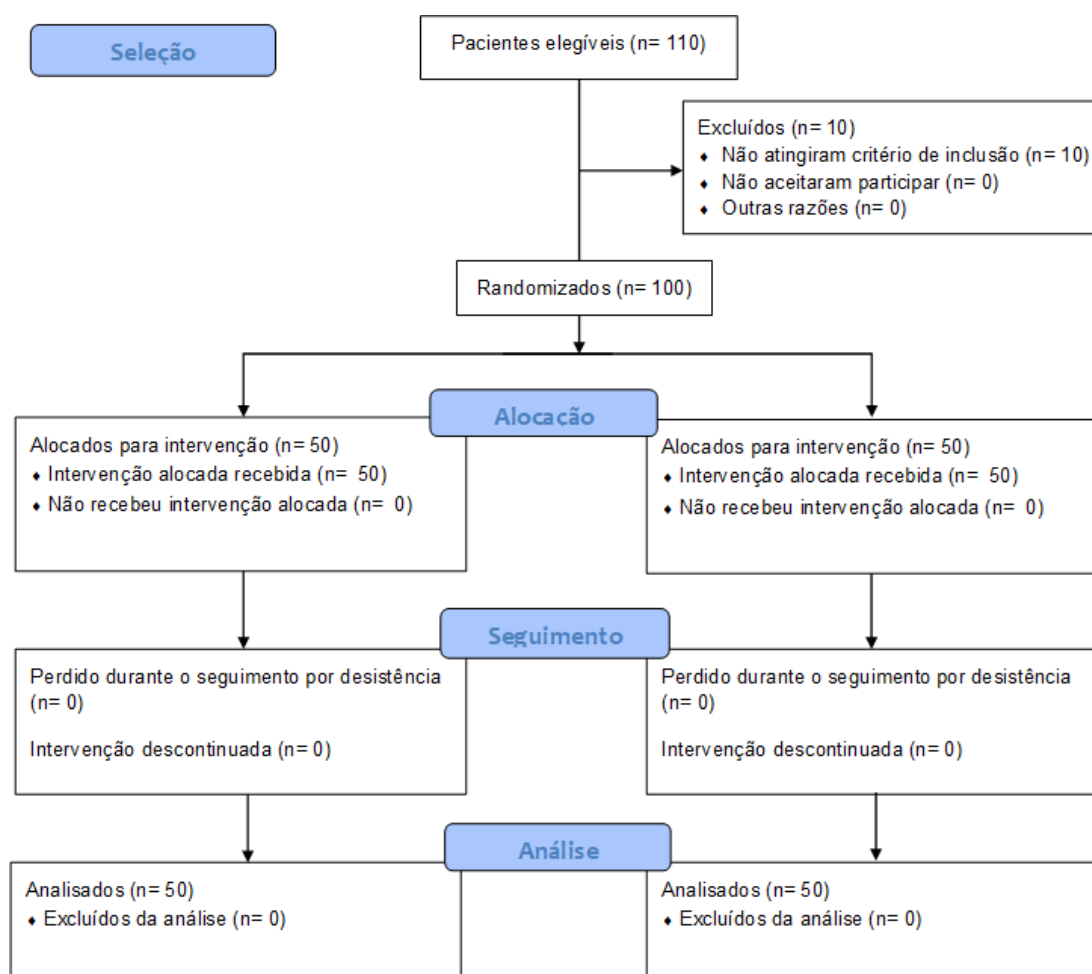 Seleção
Pacientes elegíveis (n= 110)
Excluídos (n= 10)
♦ Não atingiram critério de inclusão (n= 10)
♦ Não aceitaram participar (n= 0)
♦ Outras razões (n= 0)
Randomizados (n= 100)
Alocação
Alocados para intervenção (n= 50)
♦ Intervenção alocada recebida (n= 50)
♦ Não recebeu intervenção alocada (n= 0)
Alocados para intervenção (n= 50)
♦ Intervenção alocada recebida (n= 50)
♦ Não recebeu intervenção alocada (n= 0)
Seguimento
Perdido durante o seguimento por desistência
(n= 0)
Intervenção descontinuada (n= 0)
Perdido durante o seguimento por desistência
(n= 0)
Intervenção descontinuada (n= 0)
Análise
Analisados (n= 50)
♦ Excluídos da análise (n= 0)
Analisados (n= 50)
♦ Excluídos da análise (n= 0)